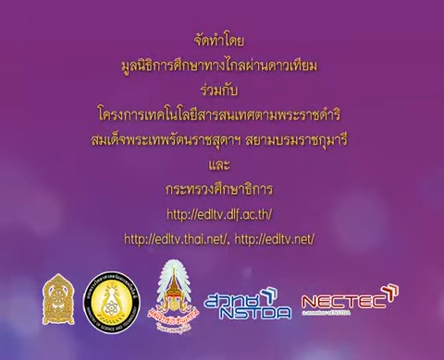 จัดทำโดย
มูลนิธิการศึกษาทางไกลผ่านดาวเทียม
ร่วมกับ
โครงการเทคโนโลยีสารสนเทศตามพระราชดำริ
สมเด็จพระเทพรัตนราชสุดาฯ สยามบรมราชกุมารี
และ
กระทรวงศึกษาธิการ
http://edltv.dlf.ac.th/
http://edltv.thai.net/, http://edltv.net/
สวทช NECTEC
NSTDA a member of NSTDA